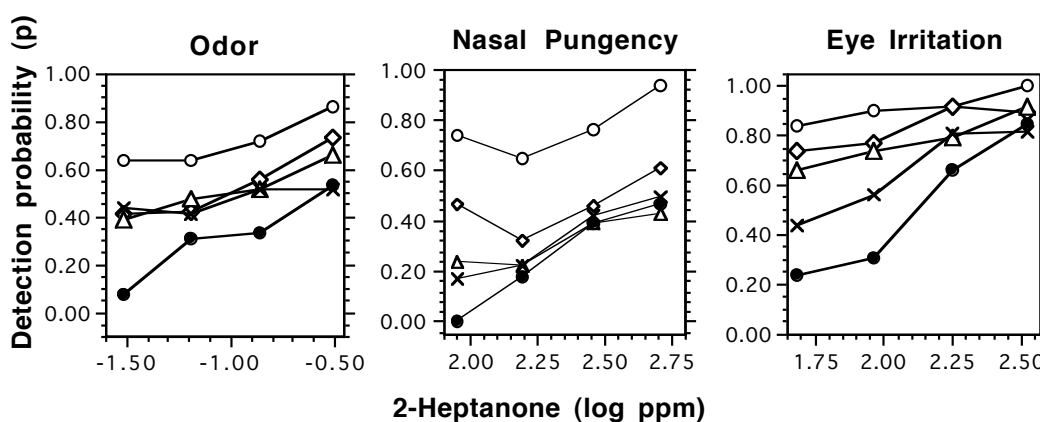 Odor
Nasal Pungency
Eye Irritation
Detection probability (p)
1.00
0.80
0.60
0.40
0.20
0.00
-1.50 -1.00 -0.50
1.00
0.80
0.60
0.40
0.20
0.00
2.00 2.25 2.50 2.75
1.00
0.80
0.60
0.40
0.20
0.00
1.75 2.00 2.25 2.50
2-Heptanone (log ppm)